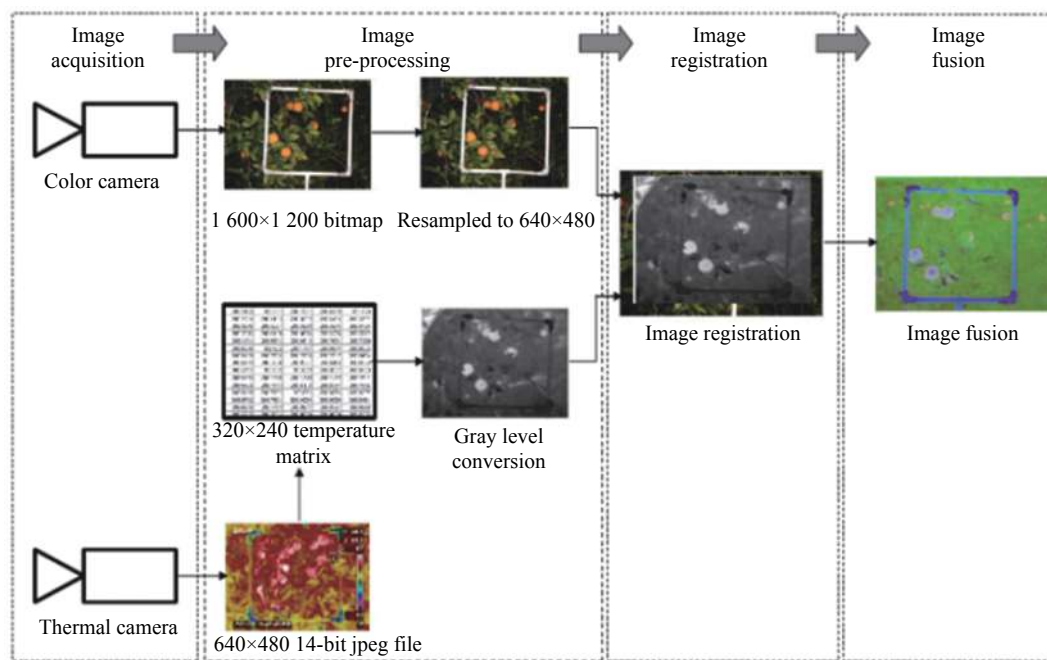 Image
acquisition
Image
pre-processing
Image
registration
Image
fusion
Color camera
1 600×1 200 bitmap
Resampled to 640×480
320×240 temperature
matrix
Gray level
conversion
Image registration
Image fusion
Thermal camera
640×480 14-bit jpeg file